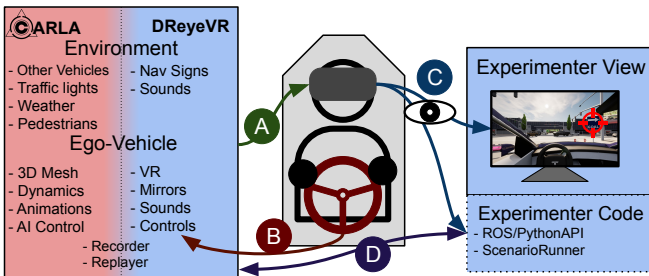 CARLA
DReyeVR
Environment
- Other Vehicles
- Traffic lights
- Weather
- Pedestrians
- Nav Signs
- Sounds
Ego-Vehicle
- 3D Mesh
- Dynamics
- Animations
- AI Control
- VR
- Mirrors
- Sounds
- Controls
- Recorder
- Replayer
A
B
C
D
Experimenter View
Experimenter Code
- ROS/PythonAPI
- ScenarioRunner